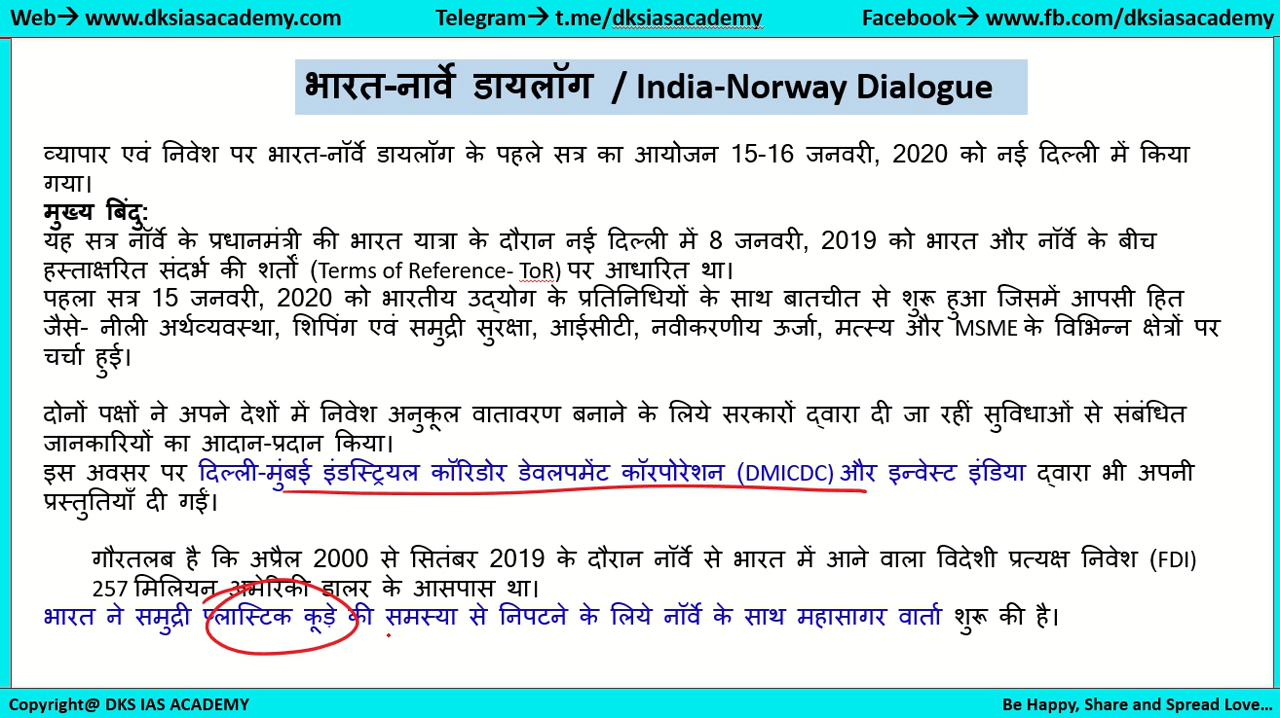 Web→ www.dksiasacademy.com Telegram→ t.me/dksiasacademy Facebook→ www.fb.com/dksiasacademy
भारत-नार्वे डायलॉग / India-Norway Dialogue
व्यापार एवं निवेश पर भारत-नॉर्वे डायलॉग के पहले सत्र का आयोजन 15-16 जनवरी, 2020 को नई दिल्ली में किया
गया।
मुख्य बिंदु:
यह सत्र नॉर्वे के प्रधानमंत्री की भारत यात्रा के दौरान नई दिल्ली में 8 जनवरी, 2019 को भारत और नॉर्वे के बीच
हस्ताक्षरित संदर्भ की शर्तों (Terms of Reference- ToR) पर आधारित था।
पहला सत्र 15 जनवरी, 2020 को भारतीय उद्योग के प्रतिनिधियों के साथ बातचीत से शुरू हुआ जिसमें आपसी हित
जैसे- नीली अर्थव्यवस्था, शिपिंग एवं समुद्री सुरक्षा, आईसीटी, नवीकरणीय ऊर्जा, मत्स्य और MSME के विभिन्न क्षेत्रों पर
चर्चा हुई।
दोनों पक्षों ने अपने देशों में निवेश अनुकूल वातावरण बनाने के लिये सरकारों द्वारा दी जा रहीं सुविधाओं से संबंधित
जानकारियों का आदान-प्रदान किया।
इस अवसर पर दिल्ली-मुंबई इंडस्ट्रियल कॉरिडोर डेवलपमेंट कॉरपोरेशन (DMICDC) और इन्वेस्ट इंडिया द्वारा भी अपनी
प्रस्तुतियाँ दी गईं।
गौरतलब है कि अप्रैल 2000 से सितंबर 2019 के दौरान नॉर्वे से भारत में आने वाला विदेशी प्रत्यक्ष निवेश (FDI)
257 मिलियन अमेरिकी डालर के आसपास था।
भारत ने समुद्री प्लास्टिक कूड़े की समस्या से निपटने के लिये नॉर्वे के साथ महासागर वार्ता शुरू की है।
Copyright@ DKS IAS ACADEMY Be Happy, Share and Spread Love...